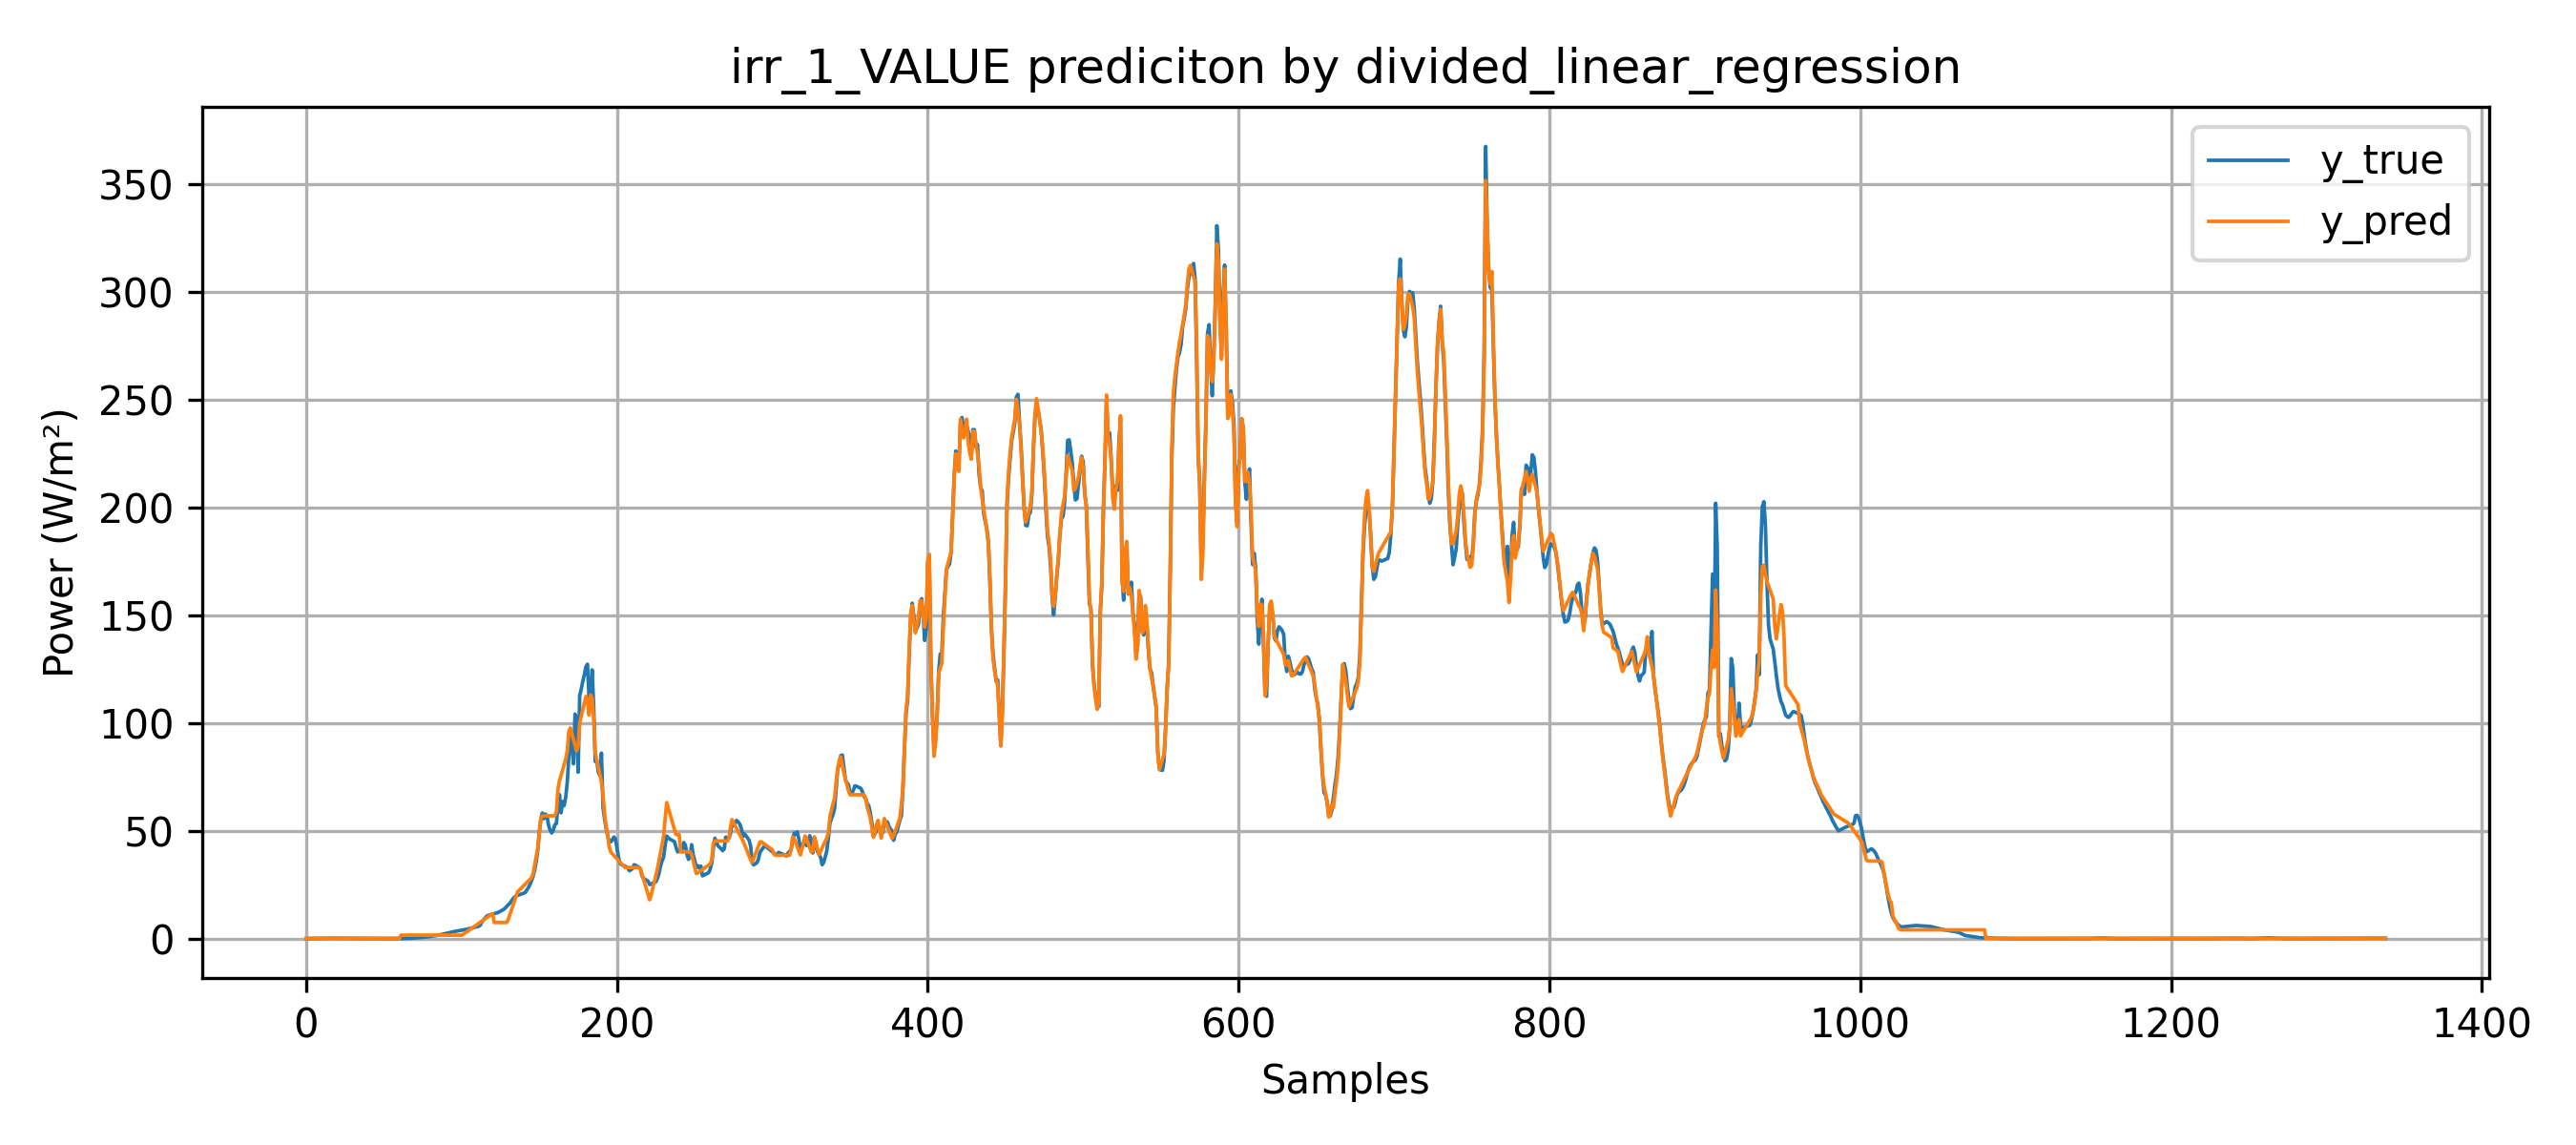 irr_1_VALUE prediciton by divided_linear_regression
y_true
y_pred
350
300
250
200
150
100
50
0
Power (W/m²)
0 200 400 600 800 1000 1200 1400
Samples